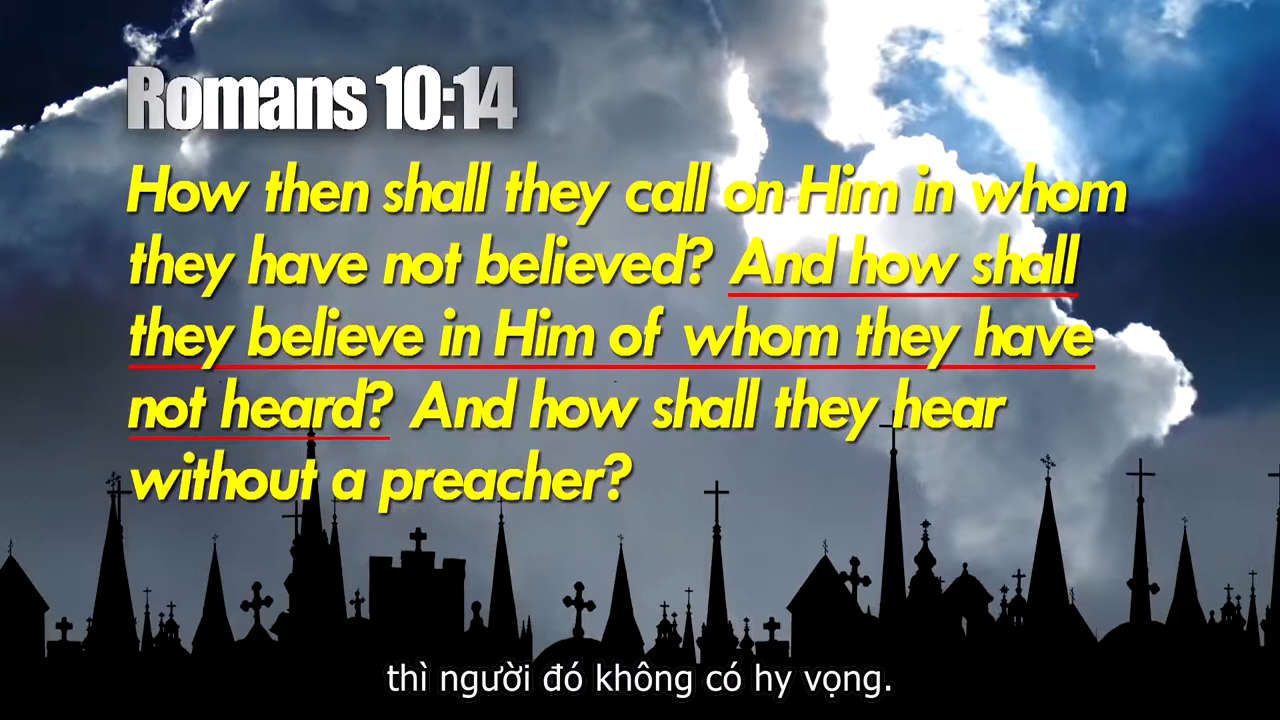 Romans 10:14
How then shall they call on Him in whom
they have not believed? And how shall
they believe in Him of whom they have
not heard? And how shall they hear
without a preacher?
thì người đó không có hy vọng.